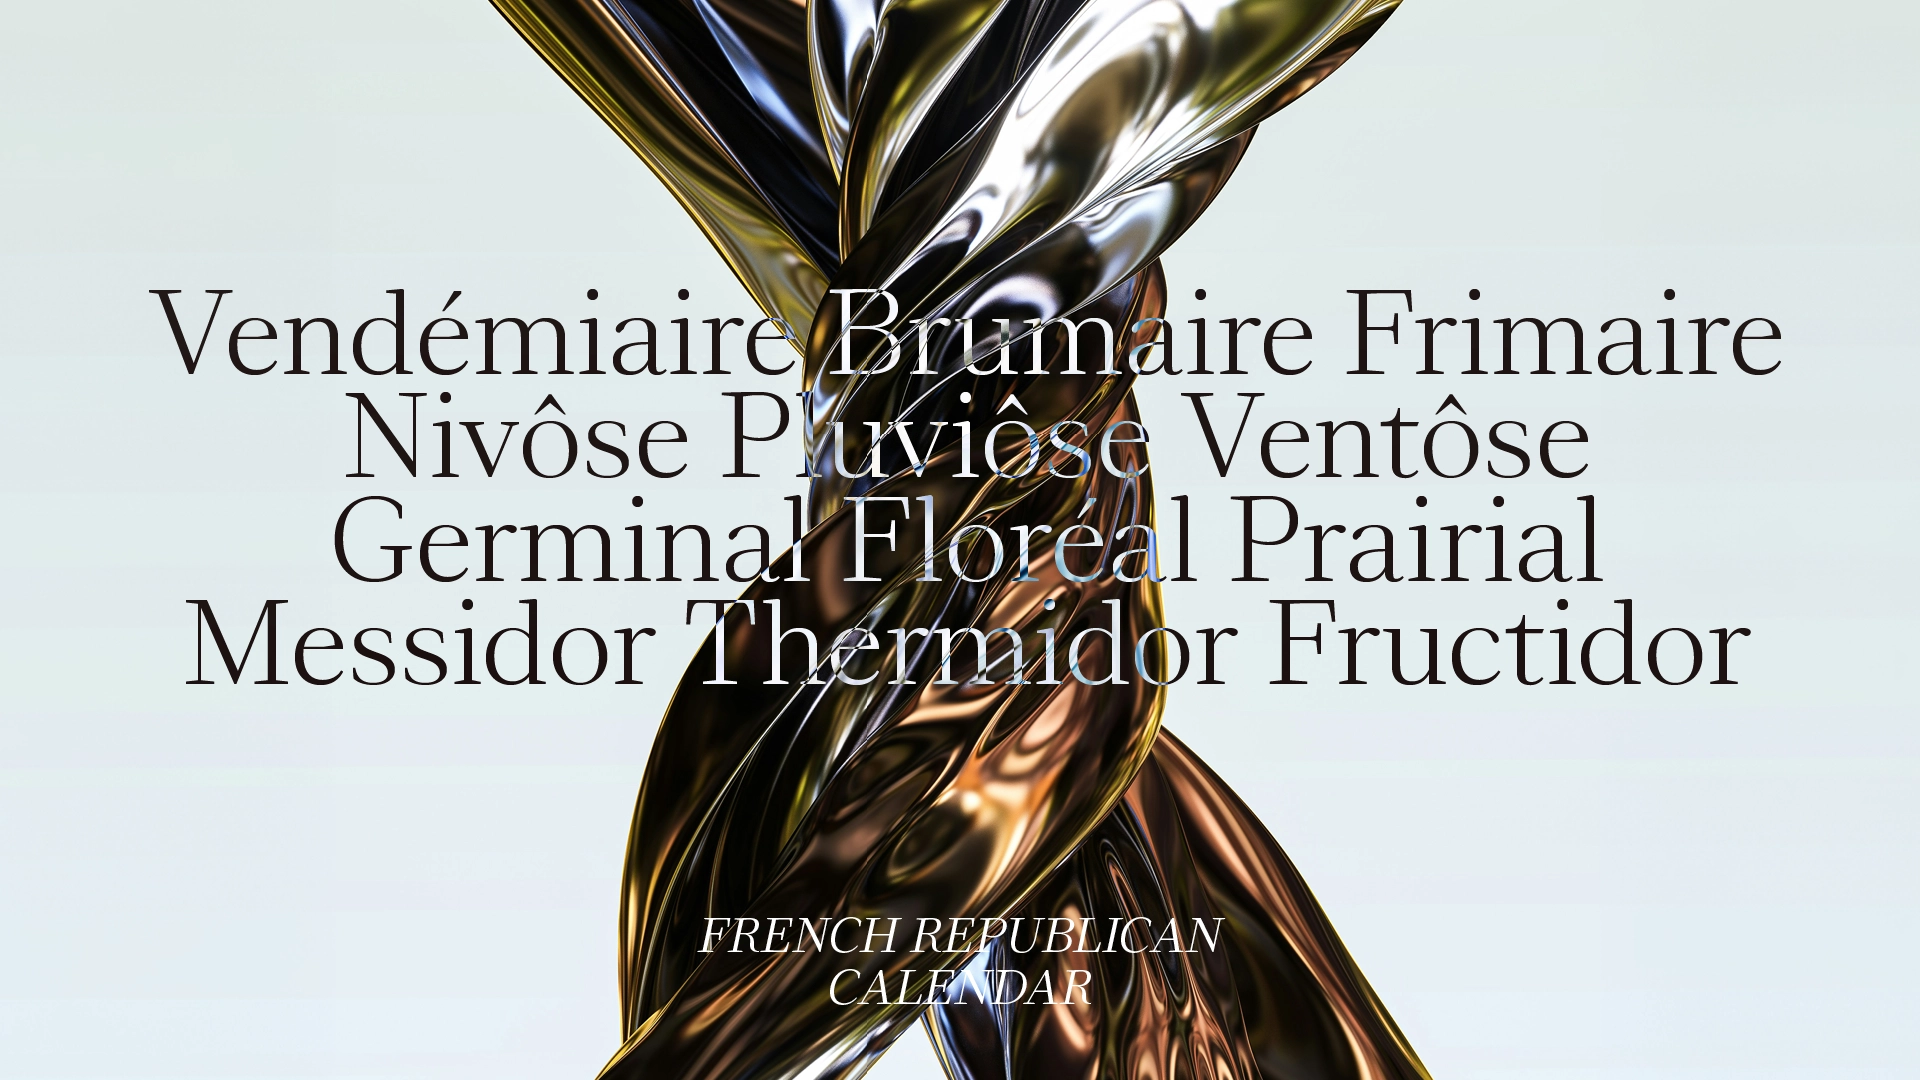 Vendémiaire Brumaire Frimaire
Nivôse Pluviôse Ventôse
Germinal Floréal Prairial
Messidor Thermidor Fructidor
FRENCH REPUBLICAN
CALENDAR